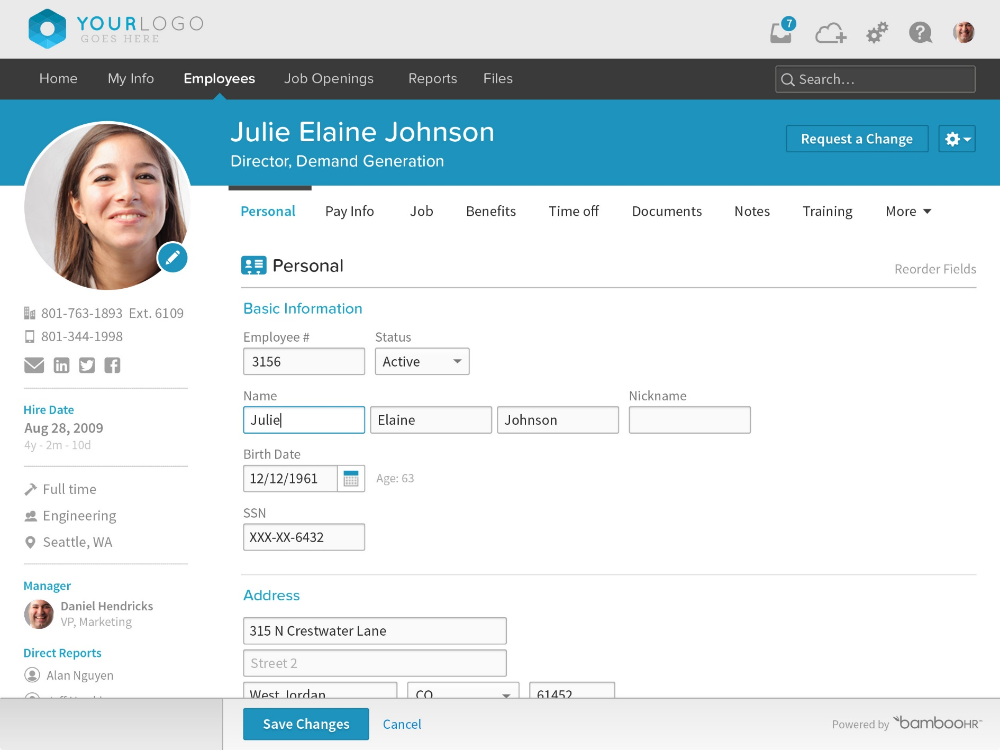 YOURLOGO
GOES HERE
7
Home My Info Employees Job Openings Reports Files
Search...
Julie Elaine Johnson
Director, Demand Generation
Request a Change
Personal Pay Info Job Benefits Time off Documents Notes Training More
Personal
Reorder Fields
801-763-1893 Ext. 6109
801-344-1998
in
Hire Date
Aug 28, 2009
4y - 2m - 10d
Full time
Engineering
Seattle, WA
Manager
Daniel Hendricks
VP, Marketing
Direct Reports
Alan Nguyen
Basic Information
Employee # Status
3156 Active
Name Nickname
Julie Elaine Johnson
Birth Date
12/12/1961 Age: 63
SSN
XXX-XX-6432
Address
315 N Crestwater Lane
Street 2
West Jordan CO 61452
Save Changes Cancel
Powered by bambooHR™